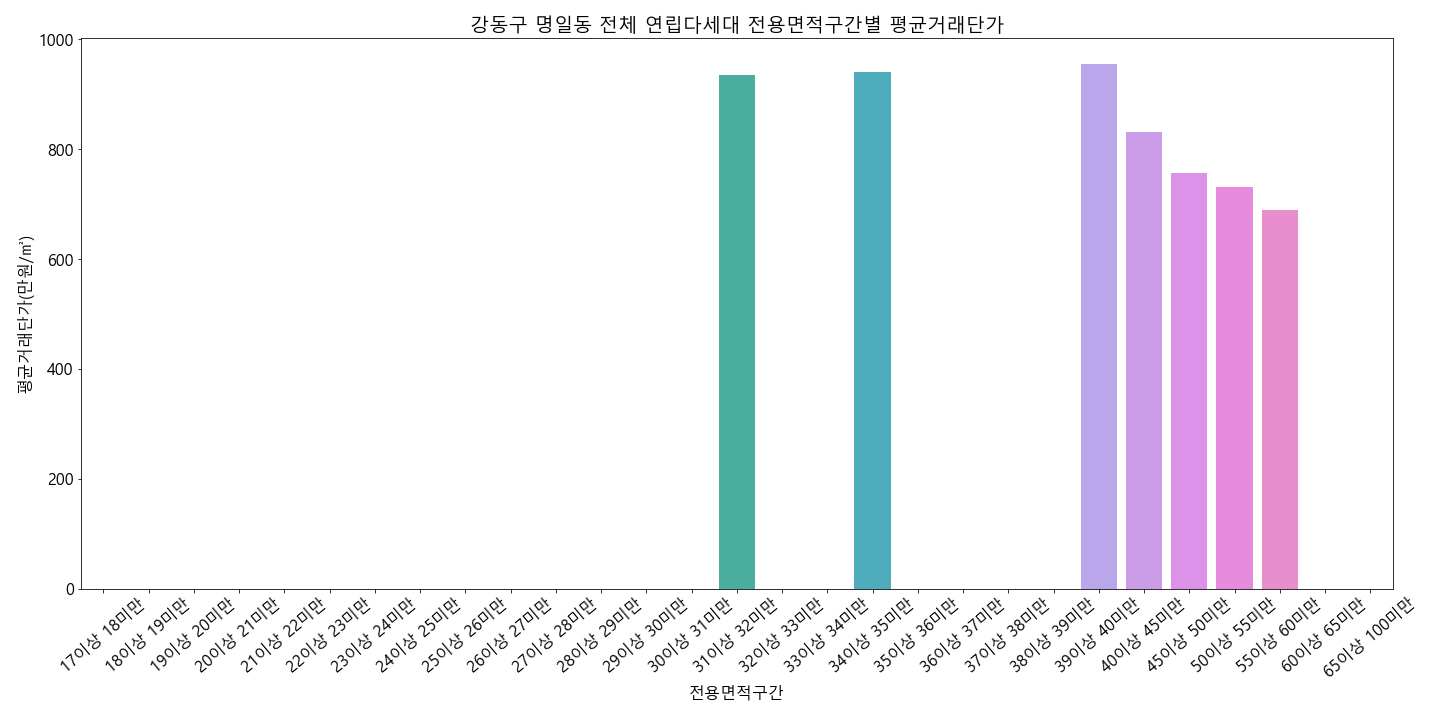 강동구 명일동 전체 연립다세대 전용면적구간별 평균거래단가
평균거래단가(만원/㎡)
1000
800
600
400
200
0
17이상 18미만
18이상 19미만
19이상 20미만
20이상 21미만
21이상 22미만
22이상 23미만
23이상 24미만
24이상 25미만
25이상 26미만
26이상 27미만
27이상 28미만
28이상 29미만
29이상 30미만
30이상 31미만
31이상 32미만
32이상 33미만
33이상 34미만
34이상 35미만
35이상 36미만
36이상 37미만
37이상 38미만
38이상 39미만
39이상 40미만
40이상 45미만
45이상 50미만
50이상 55미만
55이상 60미만
60이상 65미만
65이상 100미만
전용면적구간